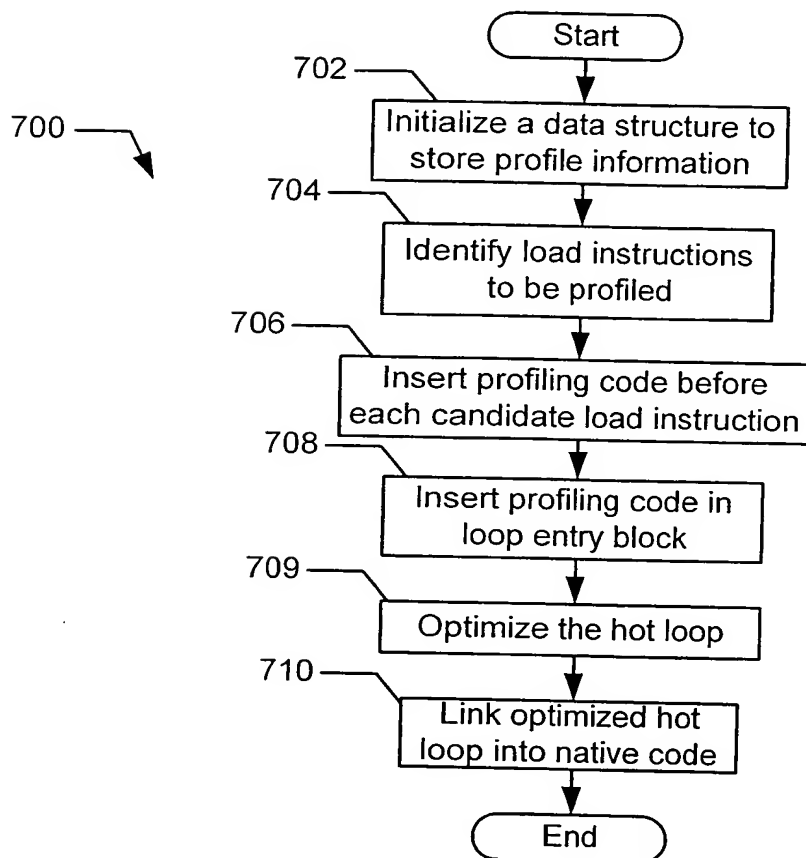 Start
702
Initialize a data structure to
store profile information
700
704
Identify load instructions
to be profiled
706
Insert profiling code before
each candidate load instruction
708
Insert profiling code in
loop entry block
709
Optimize the hot loop
710
Link optimized hot
loop into native code
End